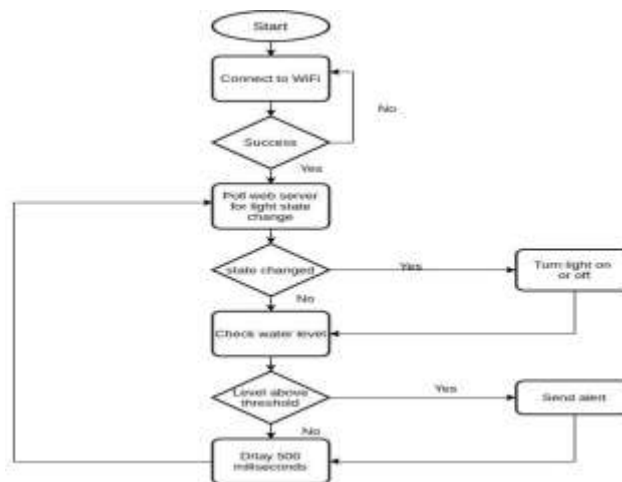 Start
Connect to WiFi
No
Success
Yes
Poll web server
for light state
change
state changed
Yes
Turn light on
or off
No
Check water level
Level above
threshold
Yes
Send alert
No
Dtlay 500
milliseconds